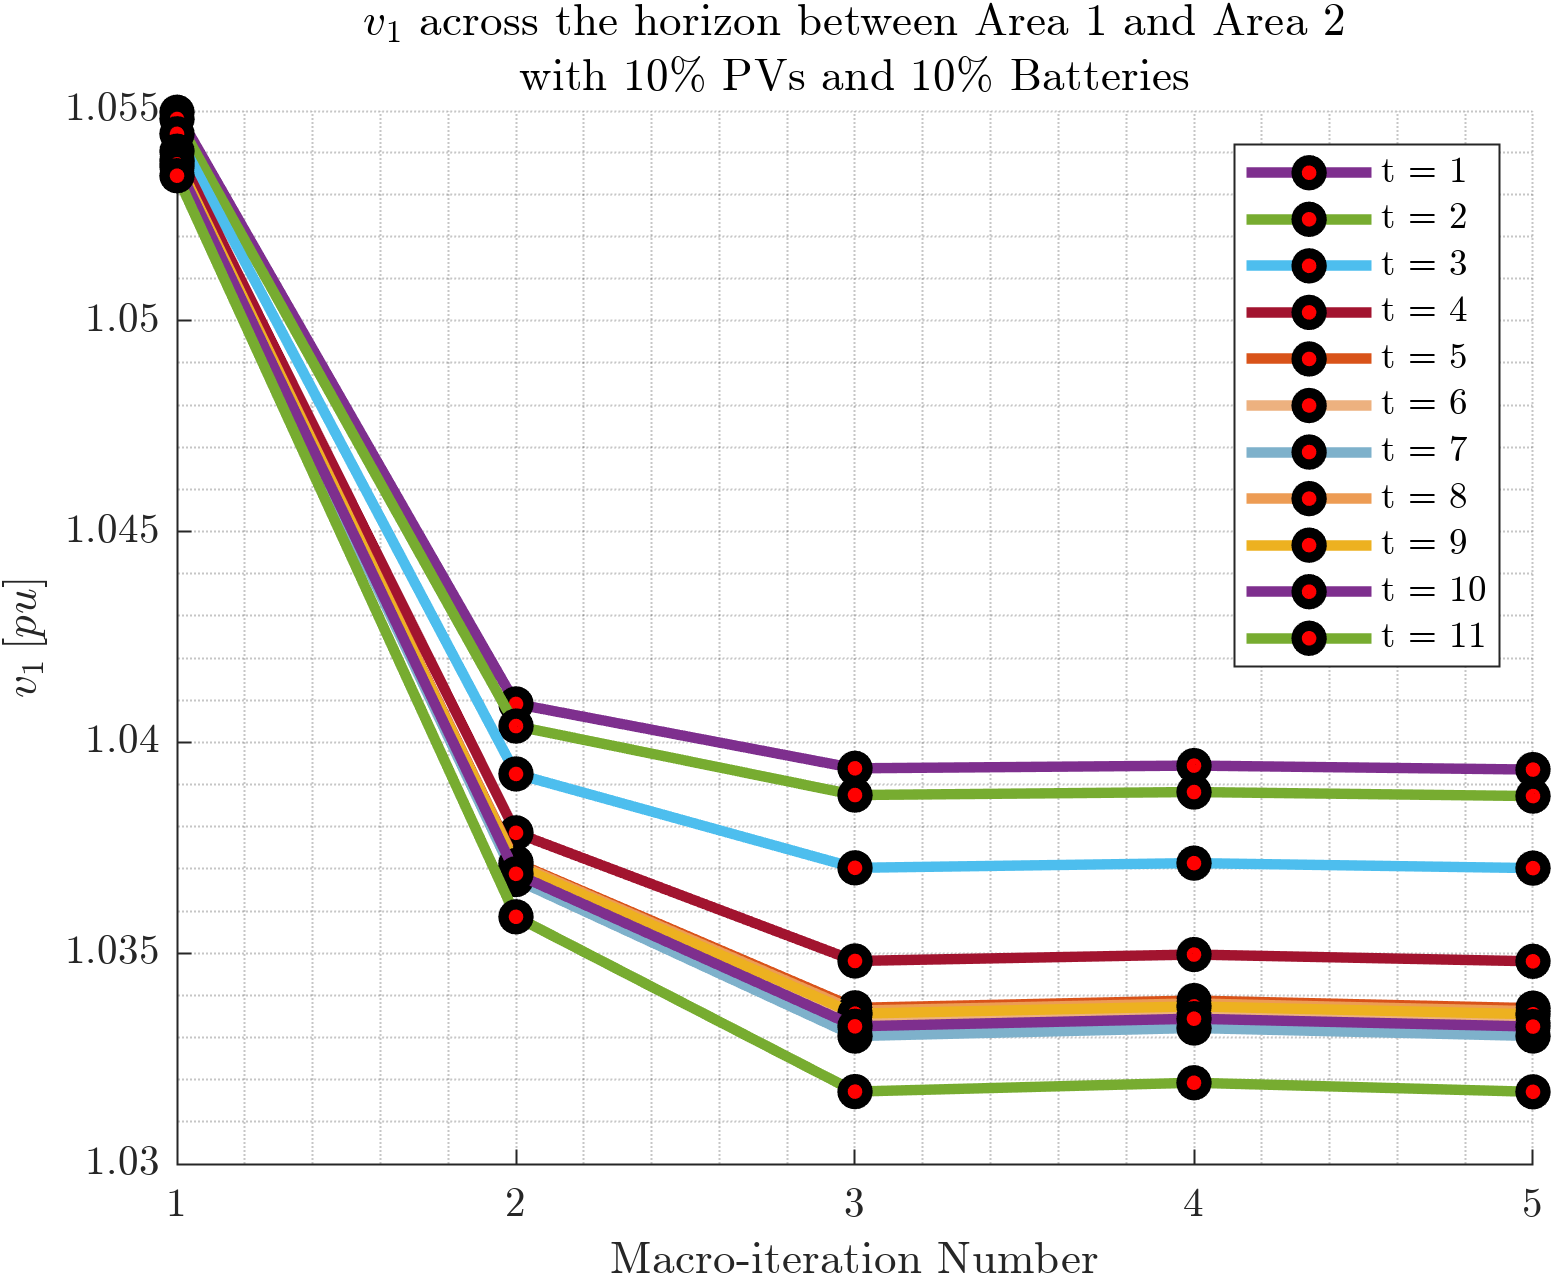 v₁ across the horizon between Area 1 and Area 2
with 10% PVs and 10% Batteries
1.055
1.05
1.045
1.04
1.035
1.03
v₁ [pu]
t = 1
t = 2
t = 3
t = 4
t = 5
t = 6
t = 7
t = 8
t = 9
t = 10
t = 11
1 2 3 4 5
Macro-iteration Number